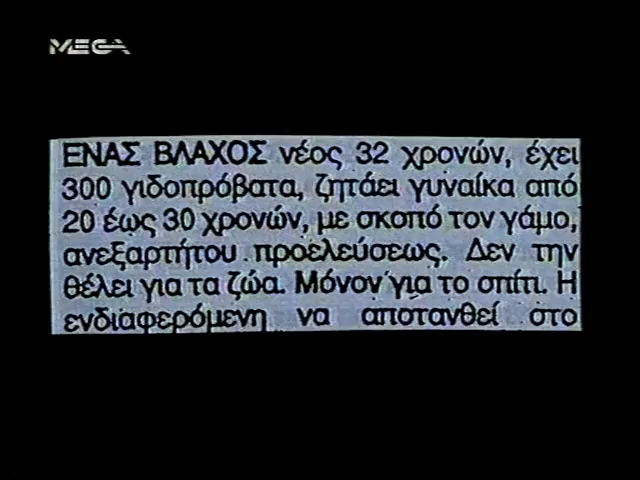 MEGA
ΕΝΑΣ ΒΛΑΧΟΣ νέος 32 χρονών, έχει
300 γιδοπρόβατα, ζητάει γυναίκα από
20 έως 30 χρονών, με σκοπό τον γάμο,
ανεξαρτήτου προελεύσεως. Δεν την
θέλει για τα ζώα. Μόνον για το σπίτι. Η
ενδιαφερόμενη να αποτανθεί στο